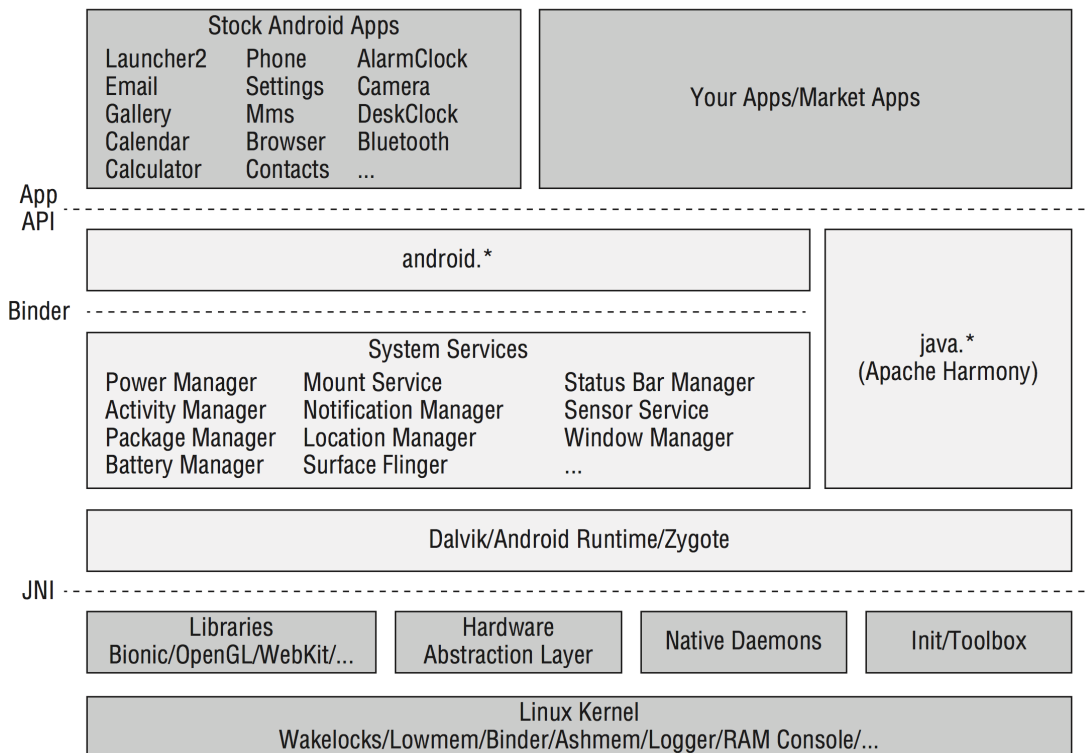 Stock Android Apps
Launcher2 Phone AlarmClock
Email Settings Camera
Gallery Mms DeskClock
Calendar Browser Bluetooth
Calculator Contacts ...
Your Apps/Market Apps
App
API
android.*
Binder
java.*
(Apache Harmony)
System Services
Power Manager Mount Service Status Bar Manager
Activity Manager Notification Manager Sensor Service
Package Manager Location Manager Window Manager
Battery Manager Surface Flinger ...
Dalvik/Android Runtime/Zygote
JNI
Libraries
Bionic/OpenGL/WebKit/...
Hardware
Abstraction Layer
Native Daemons
Init/Toolbox
Linux Kernel
Wakelocks/Lowmem/Binder/Ashmem/Logger/RAM Console/...